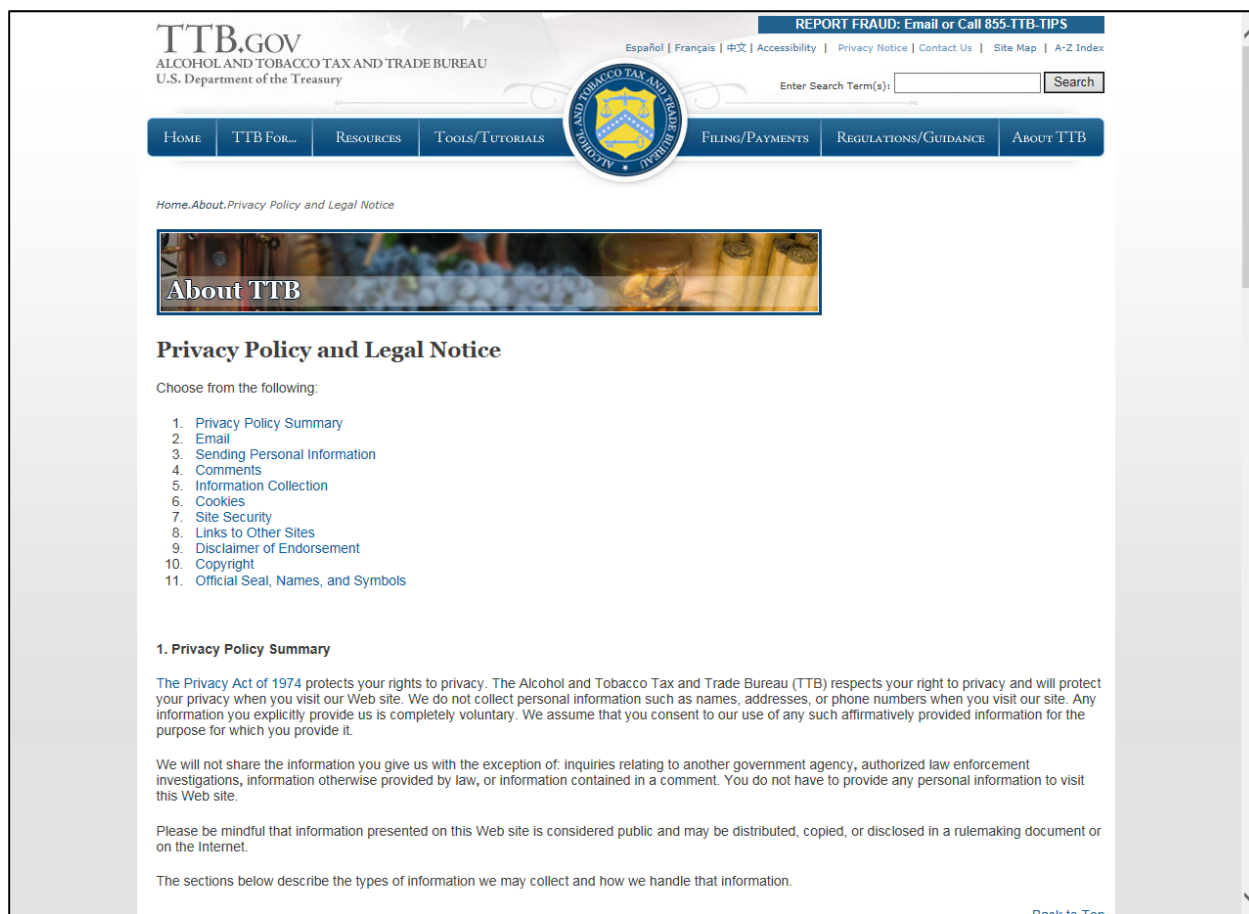 REPORT FRAUD: Email or Call 855-TTB-TIPS
TTB.GOV
ALCOHOL AND TOBACCO TAX AND TRADE BUREAU
U.S. Department of the Treasury
Español | Français | 中文 | Accessibility | Privacy Notice | Contact Us | Site Map | A-Z Index
Enter Search Term(s): Search
ALCOHOL AND TOBACCO TAX AND TRADE BUREAU
HOME TTB FOR... RESOURCES TOOLS/TUTORIALS FILING/PAYMENTS REGULATIONS/GUIDANCE ABOUT TTB
Home.About.Privacy Policy and Legal Notice
About TTB
Privacy Policy and Legal Notice
Choose from the following:
1. Privacy Policy Summary
2. Email
3. Sending Personal Information
4. Comments
5. Information Collection
6. Cookies
7. Site Security
8. Links to Other Sites
9. Disclaimer of Endorsement
10. Copyright
11. Official Seal, Names, and Symbols
1. Privacy Policy Summary
The Privacy Act of 1974 protects your rights to privacy. The Alcohol and Tobacco Tax and Trade Bureau (TTB) respects your right to privacy and will protect
your privacy when you visit our Web site. We do not collect personal information such as names, addresses, or phone numbers when you visit our site. Any
information you explicitly provide us is completely voluntary. We assume that you consent to our use of any such affirmatively provided information for the
purpose for which you provide it.
We will not share the information you give us with the exception of: inquiries relating to another government agency, authorized law enforcement
investigations, information otherwise provided by law, or information contained in a comment. You do not have to provide any personal information to visit
this Web site.
Please be mindful that information presented on this Web site is considered public and may be distributed, copied, or disclosed in a rulemaking document or
on the Internet.
The sections below describe the types of information we may collect and how we handle that information.
Back to Top